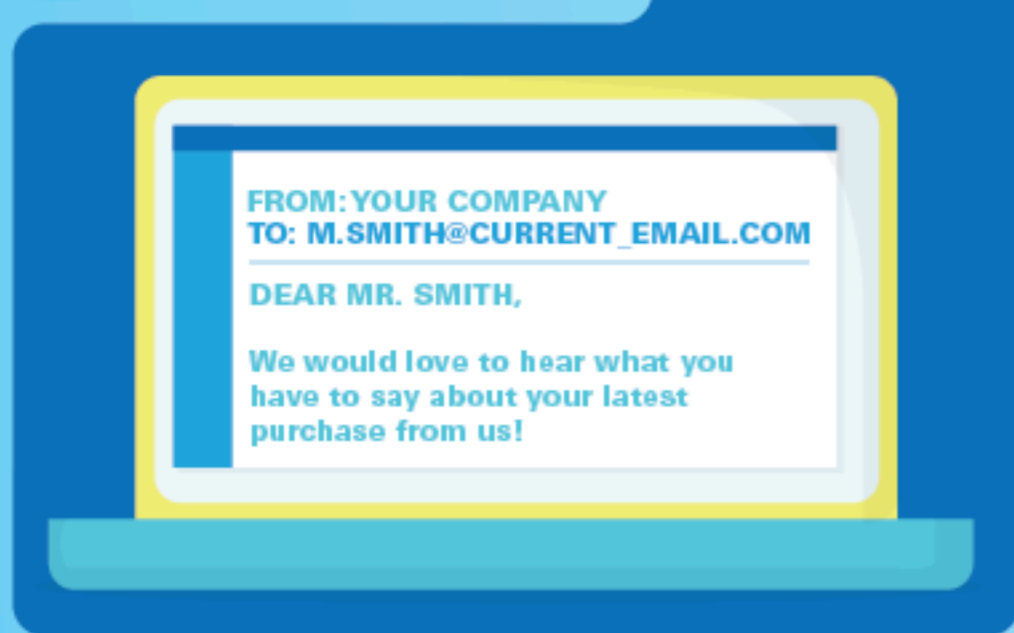 FROM: YOUR COMPANY
TO: M.SMITH@CURRENT_EMAIL.COM
DEAR MR. SMITH,
We would love to hear what you
have to say about your latest
purchase from us!